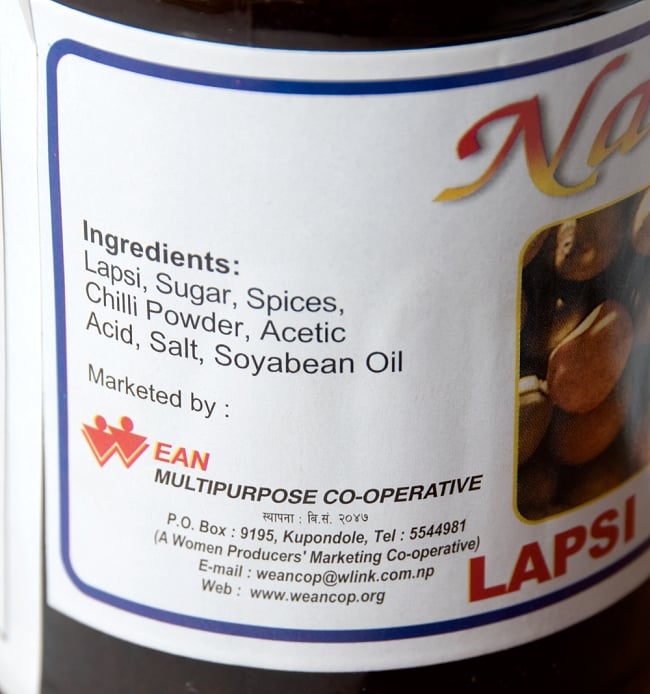 Na
Ingredients:
Lapsi, Sugar, Spices,
Chilli Powder, Acetic
Acid, Salt, Soyabean Oil
Marketed by :
WEAN
MULTIPURPOSE CO-OPERATIVE
स्थापना : बि.सं. २०४७
P.O. Box : 9195, Kupondole, Tel : 5544981
(A Women Producers' Marketing Co-operative)
E-mail : weancop@wlink.com.np
Web : www.weancop.org
LAPSI